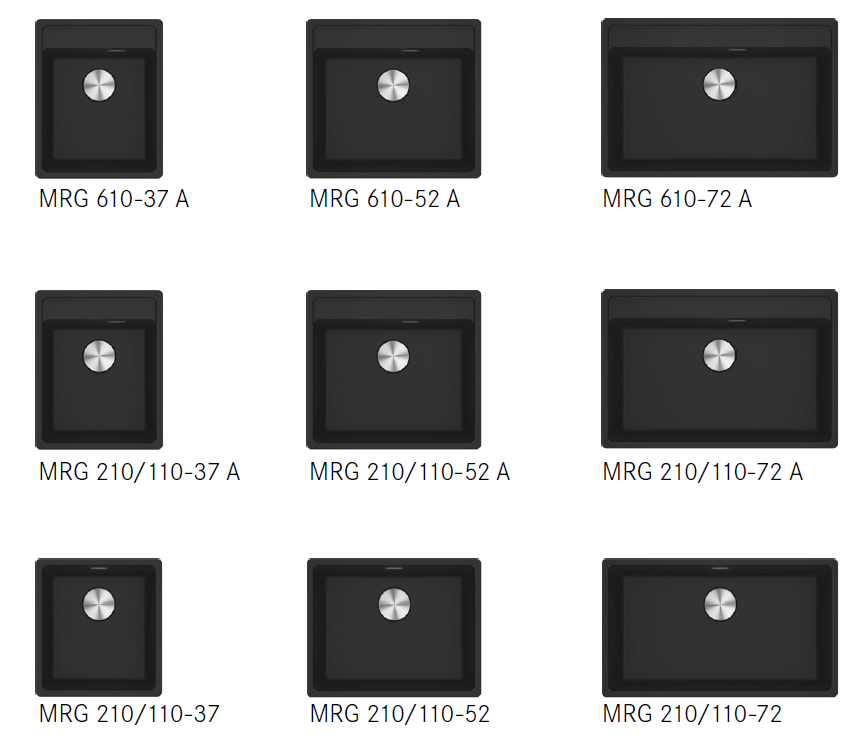 MRG 610-37 A
MRG 610-52 A
MRG 610-72 A
MRG 210/110-37 A
MRG 210/110-52 A
MRG 210/110-72 A
MRG 210/110-37
MRG 210/110-52
MRG 210/110-72